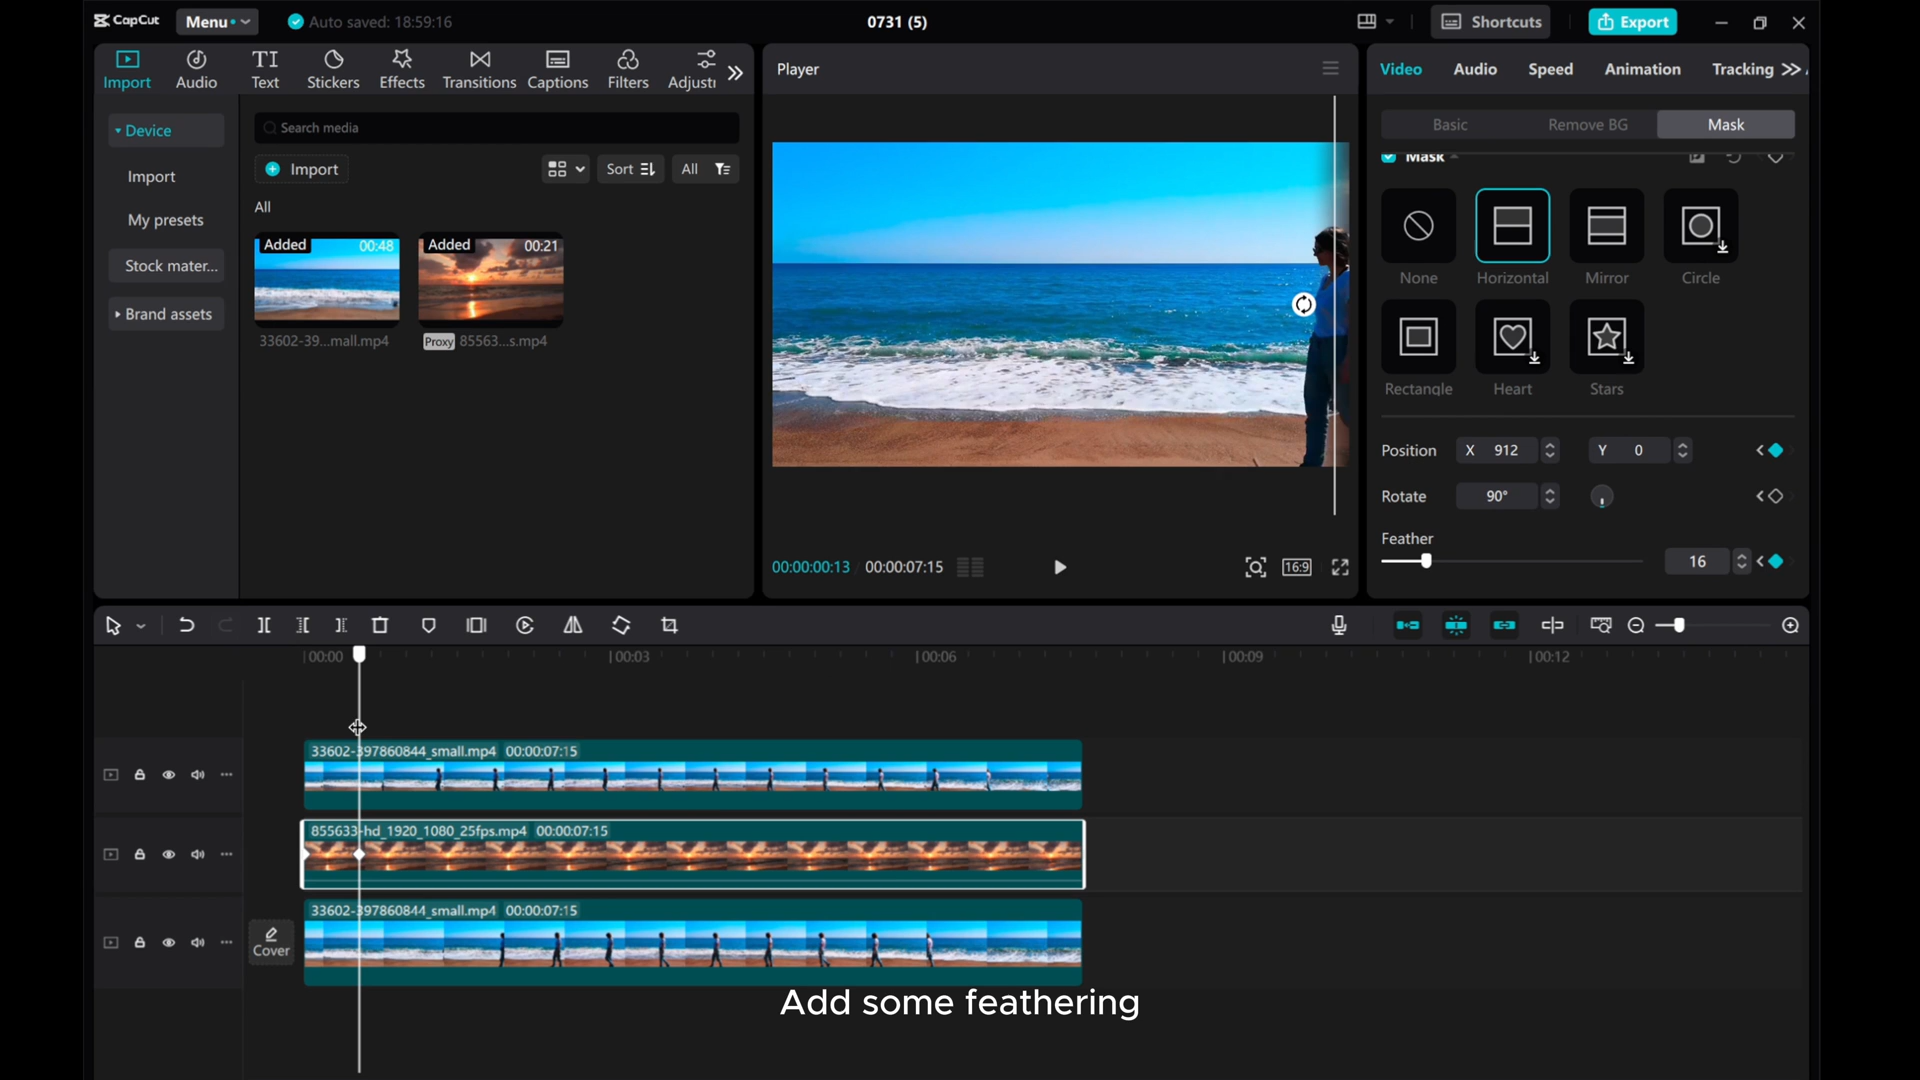 CapCut
Menu
Auto saved: 18:59:16
0731 (5)
Shortcuts
Export
Import
Audio
Text
Stickers
Effects
Transitions
Captions
Filters
Adjustı
Device
Import
My presets
Stock mater...
Brand assets
Search media
Import
Sort
All
All
Added
00:48
33602-39...mall.mp4
Added
00:21
Proxy
85563...s.mp4
Player
00:00:00:13
00:00:07:15
16:9
Video
Audio
Speed
Animation
Tracking
Basic
Remove BG
Mask
Mask
None
Horizontal
Mirror
Circle
Rectangle
Heart
Stars
Position
X 912
Y 0
Rotate
90°
Feather
16
00:00
00:03
00:06
00:09
00:12
33602-397860844_small.mp4 00:00:07:15
855633-hd_1920_1080_25fps.mp4 00:00:07:15
33602-397860844_small.mp4 00:00:07:15
Cover
Add some feathering